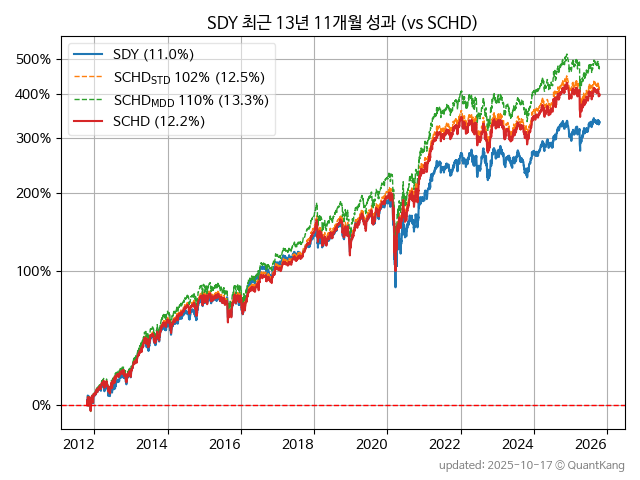 SDY 최근 13년 11개월 성과 (vs SCHD)
SDY (11.0%)
SCHD_STD 102% (12.5%)
SCHD_MDD 110% (13.3%)
SCHD (12.2%)
500%
400%
300%
200%
100%
0%
2012 2014 2016 2018 2020 2022 2024 2026
updated: 2025-10-17 © QuantKang